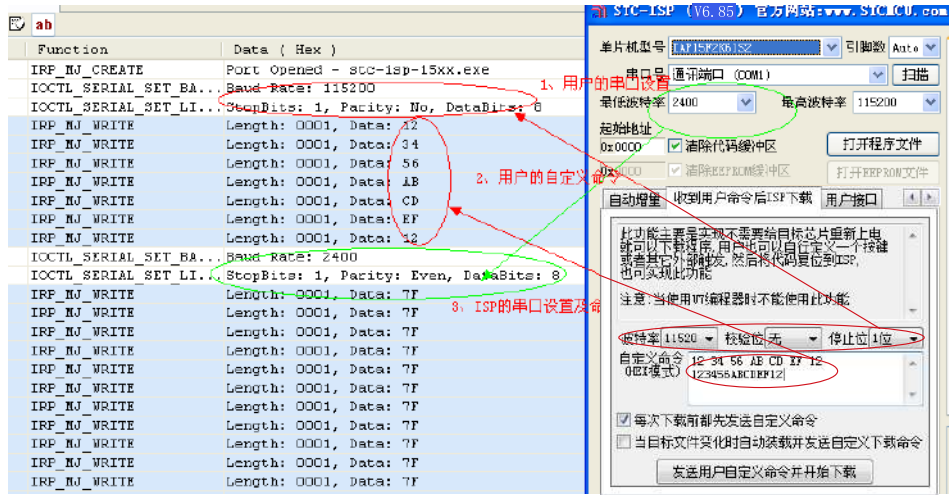 ab
Function Data ( Hex )
IRP_MJ_CREATE Port Opened - stc-isp-15xx.exe
IOCTL_SERIAL_SET_BA... Baud Rate: 115200
IOCTL_SERIAL_SET_LI... StopBits: 1, Parity: No, DataBits: 8
IRP_MJ_WRITE Length: 0001, Data: 12
IRP_MJ_WRITE Length: 0001, Data: 34
IRP_MJ_WRITE Length: 0001, Data: 56
IRP_MJ_WRITE Length: 0001, Data: AB
IRP_MJ_WRITE Length: 0001, Data: CD
IRP_MJ_WRITE Length: 0001, Data: EF
IRP_MJ_WRITE Length: 0001, Data: 12
IOCTL_SERIAL_SET_BA... Baud Rate: 2400
IOCTL_SERIAL_SET_LI... StopBits: 1, Parity: Even, DataBits: 8
IRP_MJ_WRITE Length: 0001, Data: 7F
IRP_MJ_WRITE Length: 0001, Data: 7F
IRP_MJ_WRITE Length: 0001, Data: 7F
IRP_MJ_WRITE Length: 0001, Data: 7F
IRP_MJ_WRITE Length: 0001, Data: 7F
IRP_MJ_WRITE Length: 0001, Data: 7F
IRP_MJ_WRITE Length: 0001, Data: 7F
IRP_MJ_WRITE Length: 0001, Data: 7F
IRP_MJ_WRITE Length: 0001, Data: 7F
IRP_MJ_WRITE Length: 0001, Data: 7F
IRP_MJ_WRITE Length: 0001, Data: 7F
1、用户的串口设置
2、用户的自定义命令
3、ISP的串口设置及命
STC-ISP (V6.85) 官方网站:www.STCMCU.com
单片机型号 IAP15F2K61S2 引脚数 Auto
串口号 通讯端口 (COM1) 扫描
最低波特率 2400 最高波特率 115200
起始地址
0x0000 清除代码缓冲区 打开程序文件
0x0000 清除EEPROM缓冲区 打开EEPROM文件
自动增量 收到用户命令后ISP下载 用户接口
此功能主要是实现不需要给目标芯片重新上电
就可以下载程序,用户也可以自行定义一个按键
或者其它外部触发,然后将代码复位到ISP,
也可实现此功能
注意:当使用U7编程器时不能使用此功能
波特率 11520 校验位 无 停止位 1位
自定义命令 12 34 56 AB CD EF 12
(HEX模式) 123456ABCDEF12
每次下载前都先发送自定义命令
当目标文件变化时自动装载并发送自定义下载命令
发送用户自定义命令并开始下载